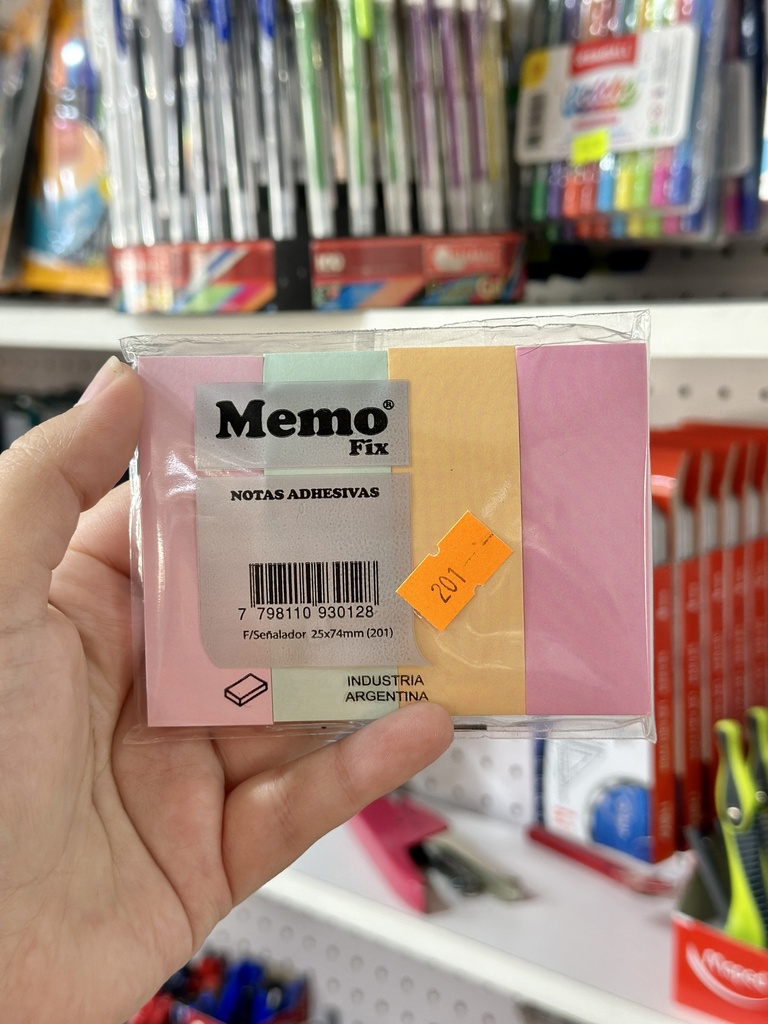 Memo®
Fix
NOTAS ADHESIVAS
7 798110 930128
F/Señalador 25x74mm (201)
201
INDUSTRIA
ARGENTINA